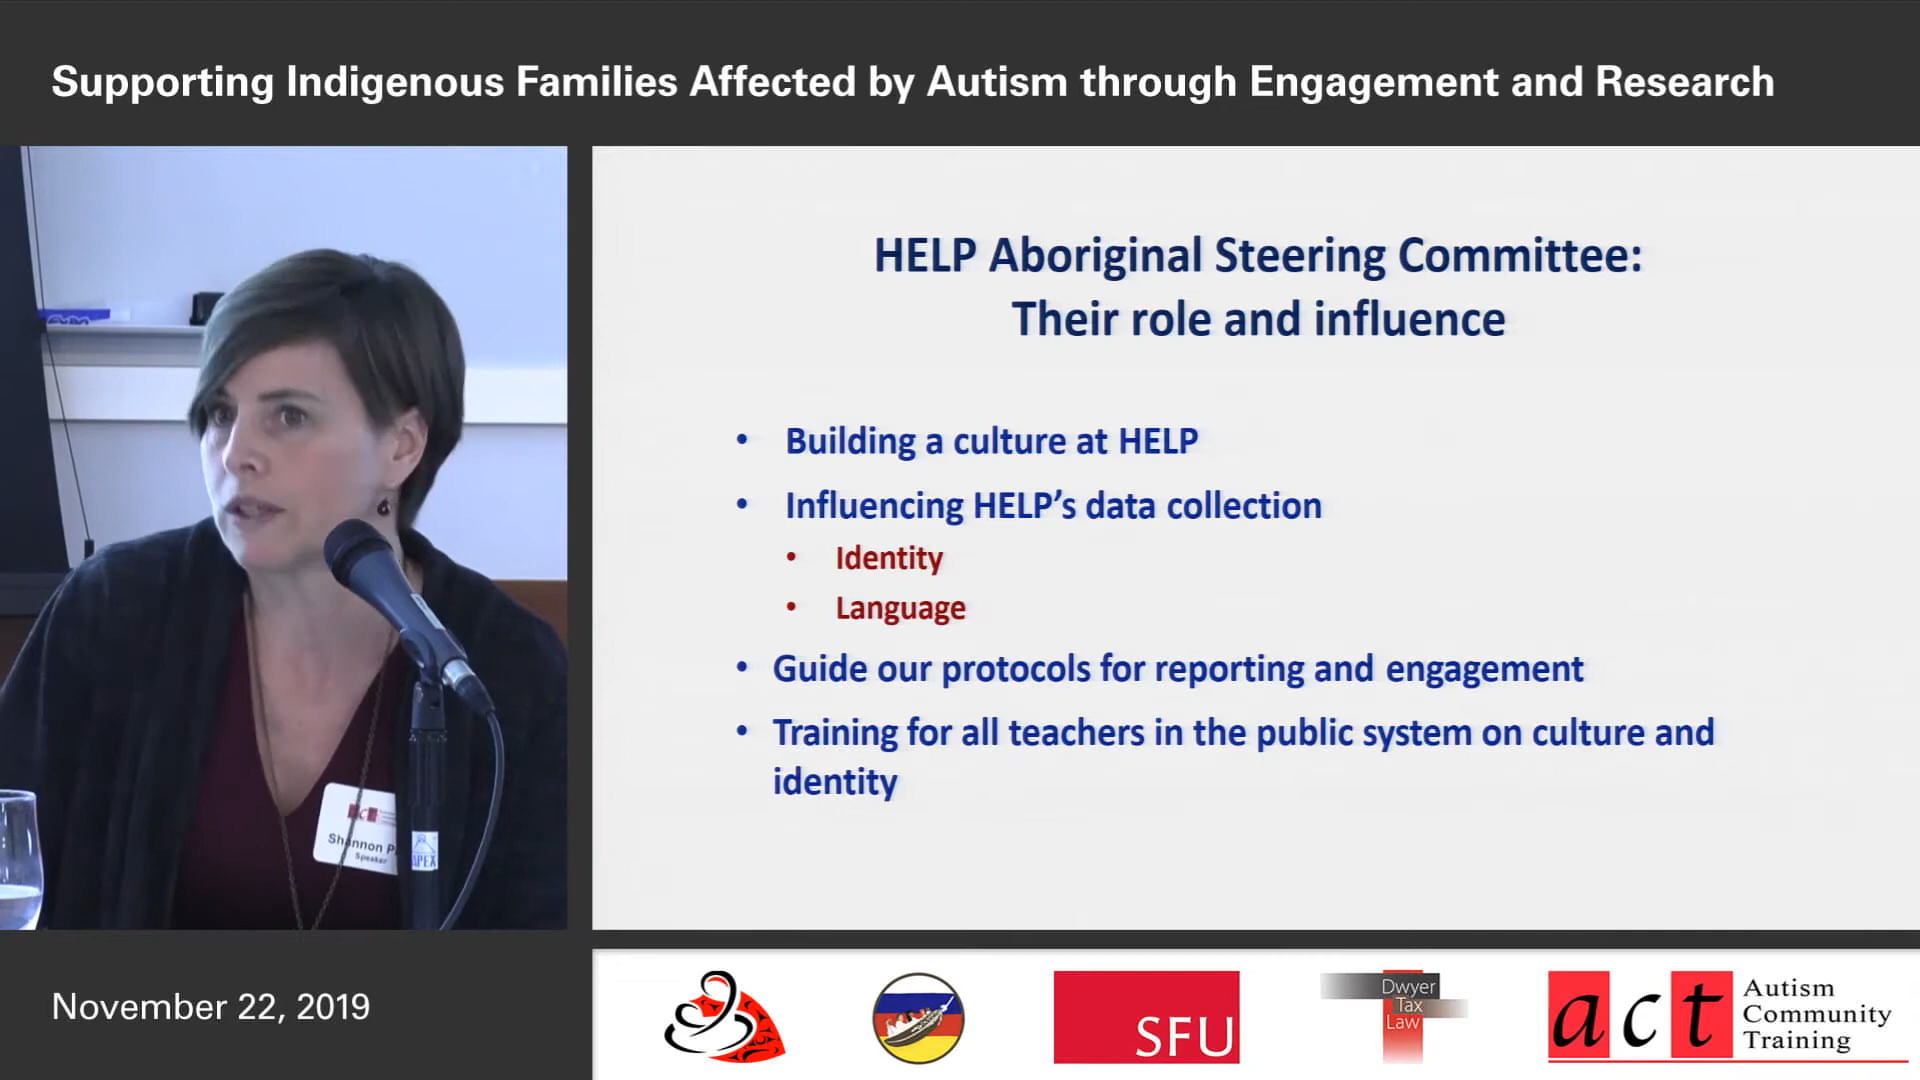 Supporting Indigenous Families Affected by Autism through Engagement and Research
HELP Aboriginal Steering Committee:
Their role and influence
• Building a culture at HELP
• Influencing HELP’s data collection
• Identity
• Language
• Guide our protocols for reporting and engagement
• Training for all teachers in the public system on culture and
identity
act
Shannon
Speaker
APEX
November 22, 2019
SFU
Dwyer
Tax
Law
act
Autism
Community
Training